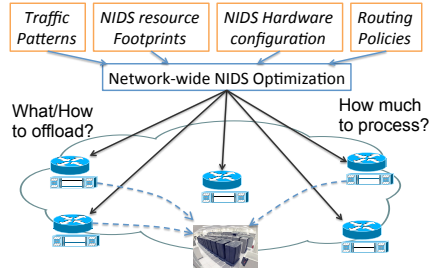 Traffic
Patterns
NIDS resource
Footprints
NIDS Hardware
configuration
Routing
Policies
Network-wide NIDS Optimization
What/How
to offload?
How much
to process?